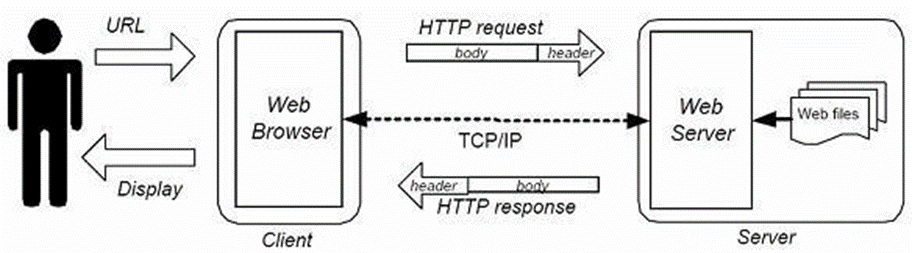 URL
Display
Web
Browser
Client
HTTP request
body
header
TCP/IP
header
body
HTTP response
Web
Server
Web files
Server